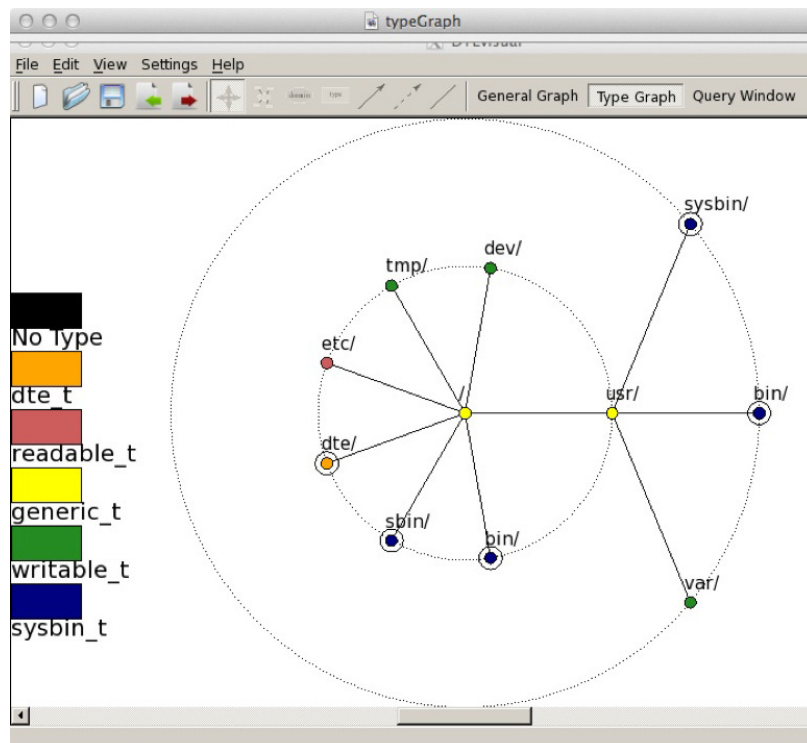 typeGraph
File Edit View Settings Help
General Graph Type Graph Query Window
sysbin/
dev/
tmp/
etc/
/
usr/
bin/
No Type
dte_t
readable_t
dte/
generic_t
sbin/
bin/
writable_t
var/
sysbin_t